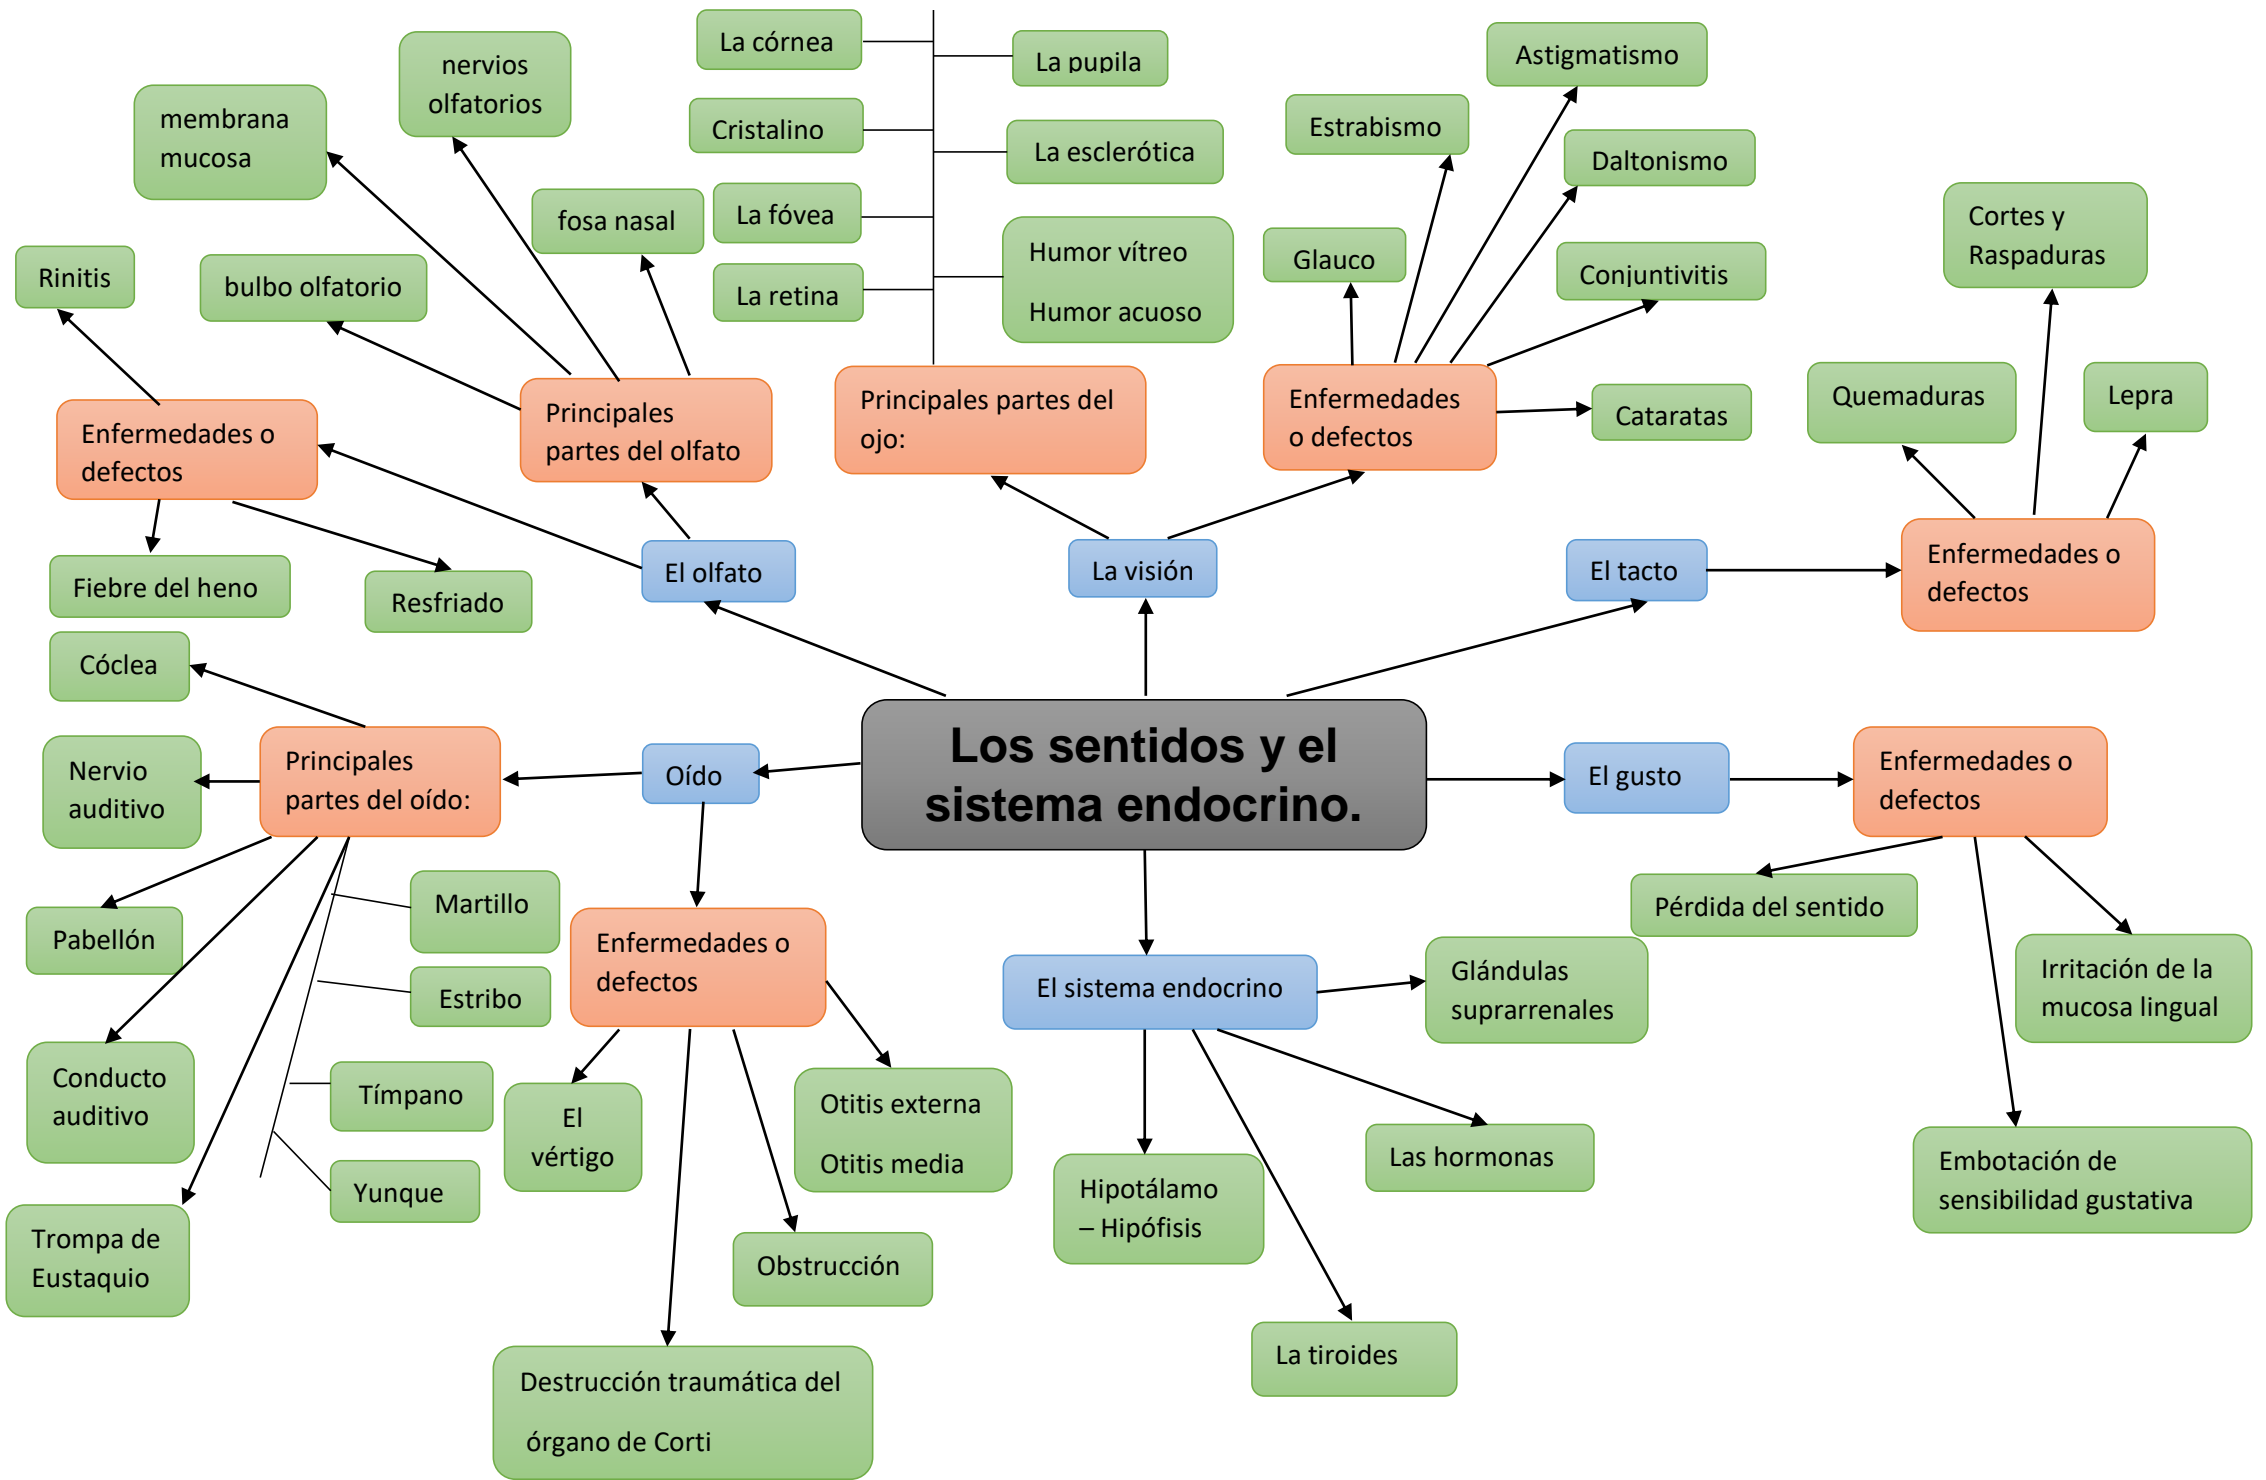 La córnea
La pupila
Cristalino
La esclerótica
La fóvea
Humor vítreo
Humor acuoso
La retina
nervios
olfatorios
membrana
mucosa
fosa nasal
bulbo olfatorio
Rinitis
Astigmatismo
Estrabismo
Daltonismo
Glauco
Conjuntivitis
Cataratas
Cortes y
Raspaduras
Quemaduras
Lepra
Enfermedades o
defectos
Principales
partes del olfato
Principales partes del
ojo:
Enfermedades
o defectos
Fiebre del heno
Resfriado
El olfato
La visión
El tacto
Enfermedades o
defectos
Cóclea
Nervio
auditivo
Principales
partes del oído:
Oído
Los sentidos y el
sistema endocrino.
El gusto
Enfermedades o
defectos
Pabellón
Martillo
Estribo
Conducto
auditivo
Tímpano
Yunque
Trompa de
Eustaquio
Enfermedades o
defectos
El
vértigo
Otitis externa
Otitis media
Obstrucción
Destrucción traumática del
órgano de Corti
El sistema endocrino
Glándulas
suprarrenales
Las hormonas
Hipotálamo
– Hipófisis
La tiroides
Pérdida del sentido
Irritación de la
mucosa lingual
Embotación de
sensibilidad gustativa